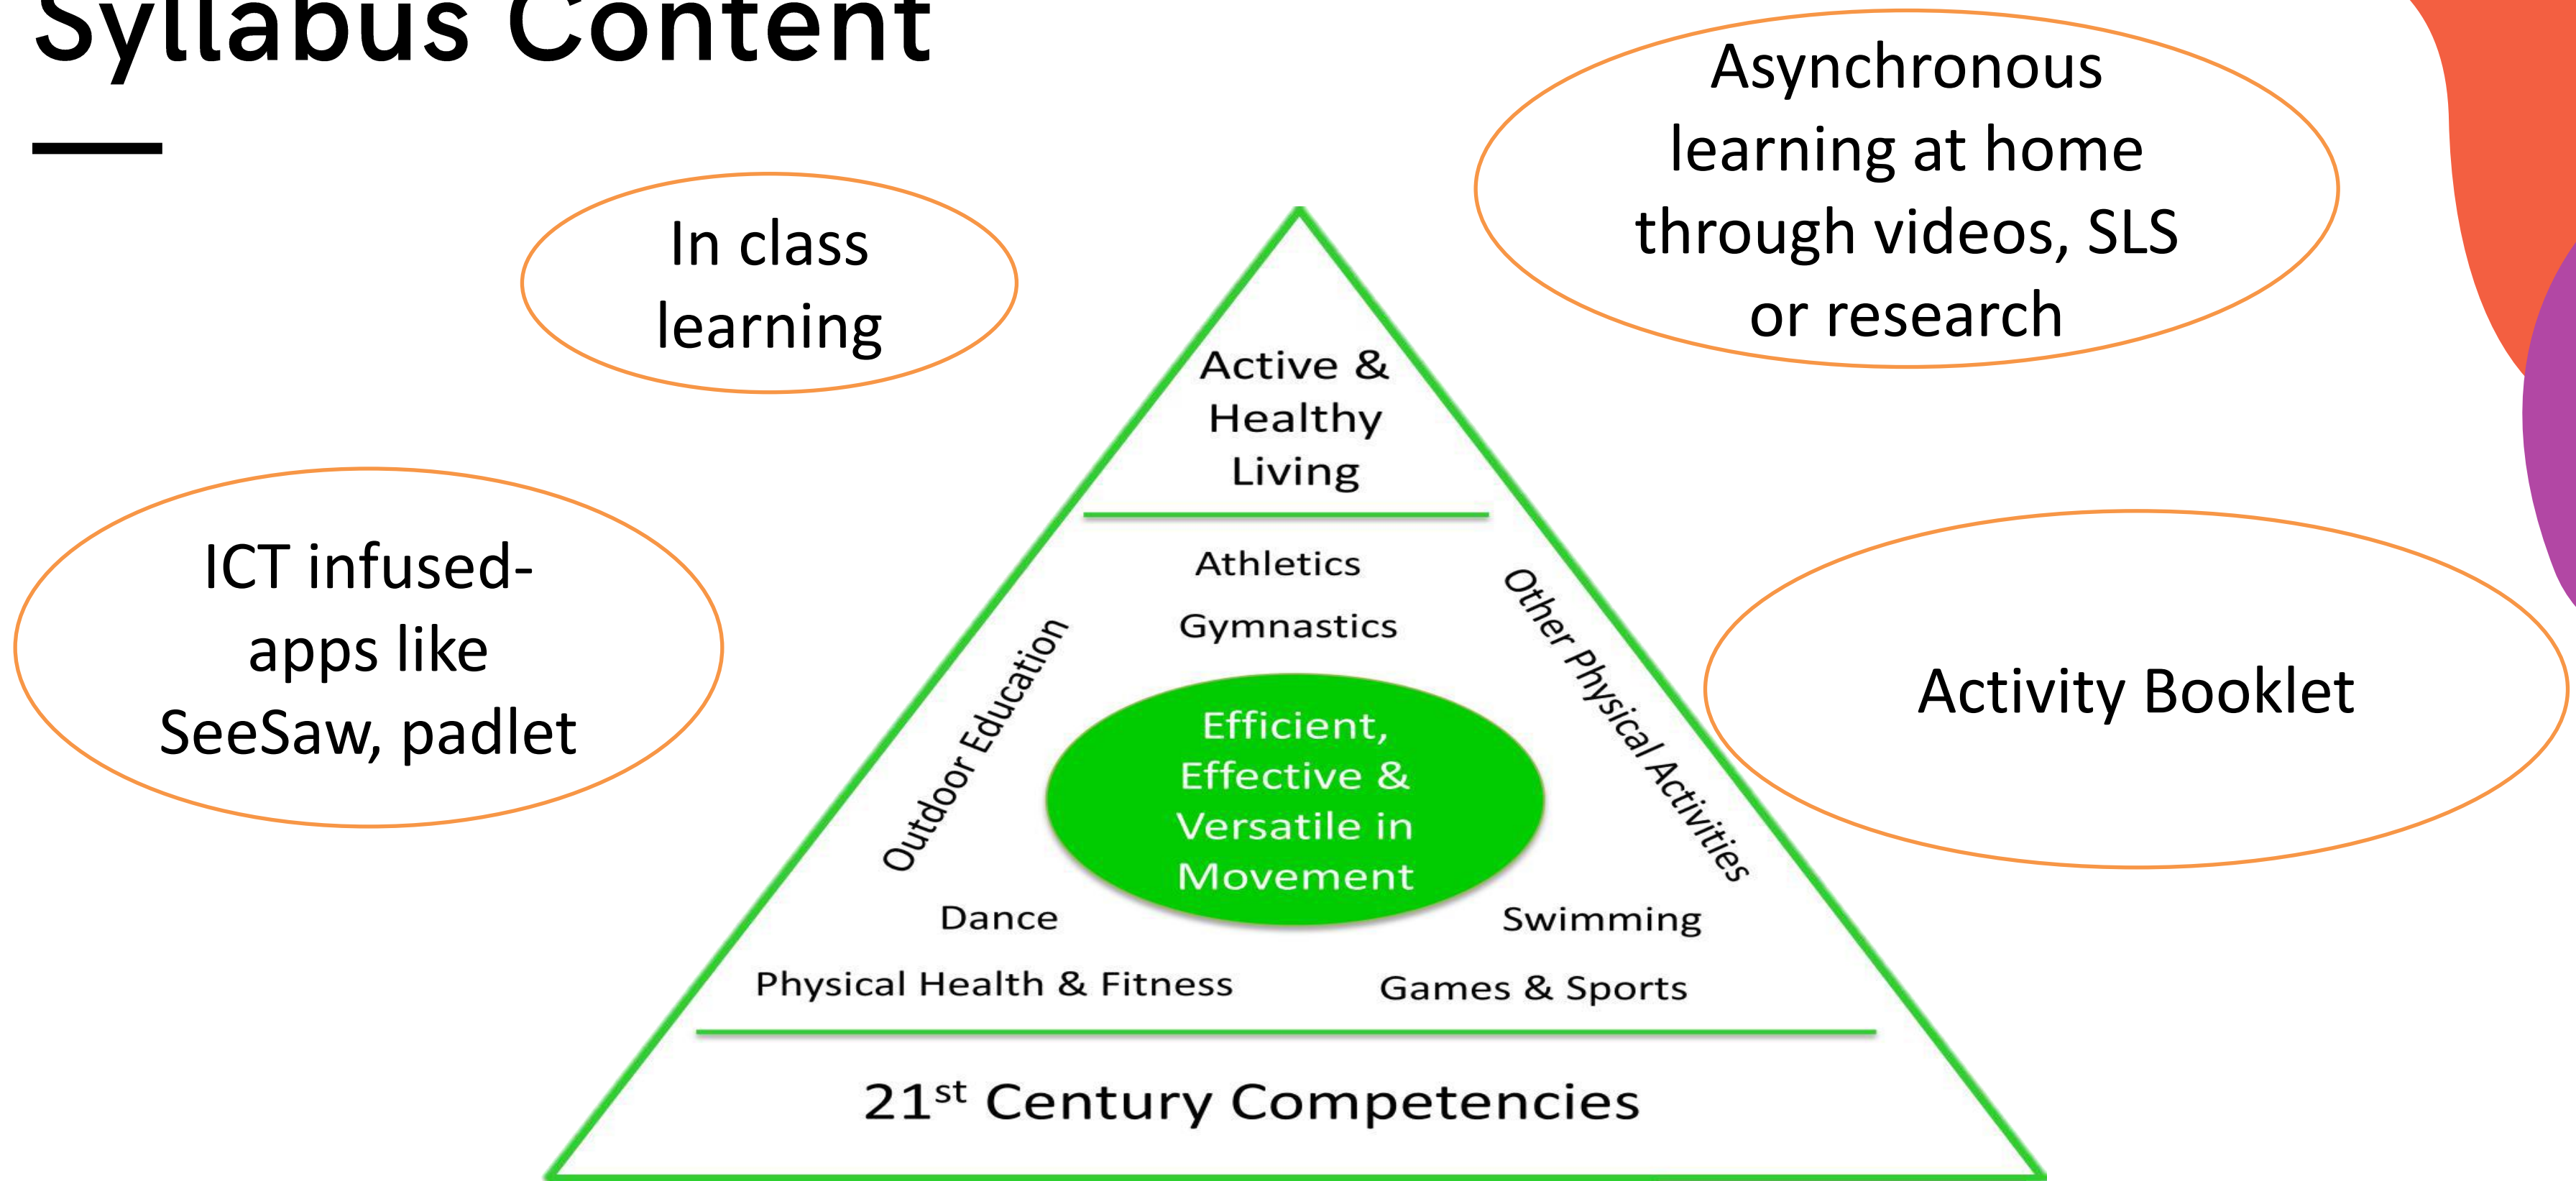 Syllabus Content
Asynchronous
learning at home
through videos, SLS
or research
In class
learning
ICT infused-
apps like
SeeSaw, padlet
Active &
Healthy
Living
Athletics
Gymnastics
Outdoor Education
Other Physical Activities
Efficient,
Effective &
Versatile in
Movement
Dance
Swimming
Physical Health & Fitness
Games & Sports
21st Century Competencies
Activity Booklet